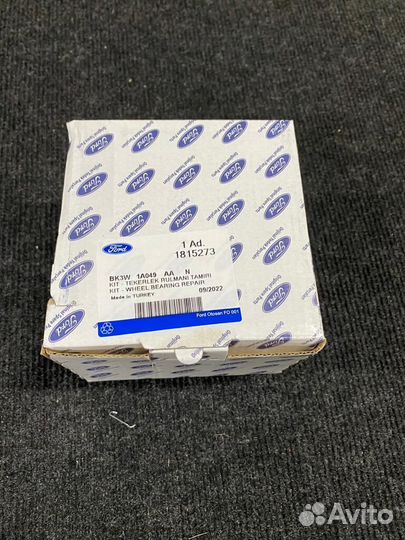 Ford
1 Ad.
1815273
BK3W 1A049 AA N
KIT - TEKERLEK RULMANI TAMIRI
KIT - WHEEL BEARING REPAIR
Made In TURKEY
09/2022
Ford Otosan PO 001
Avito